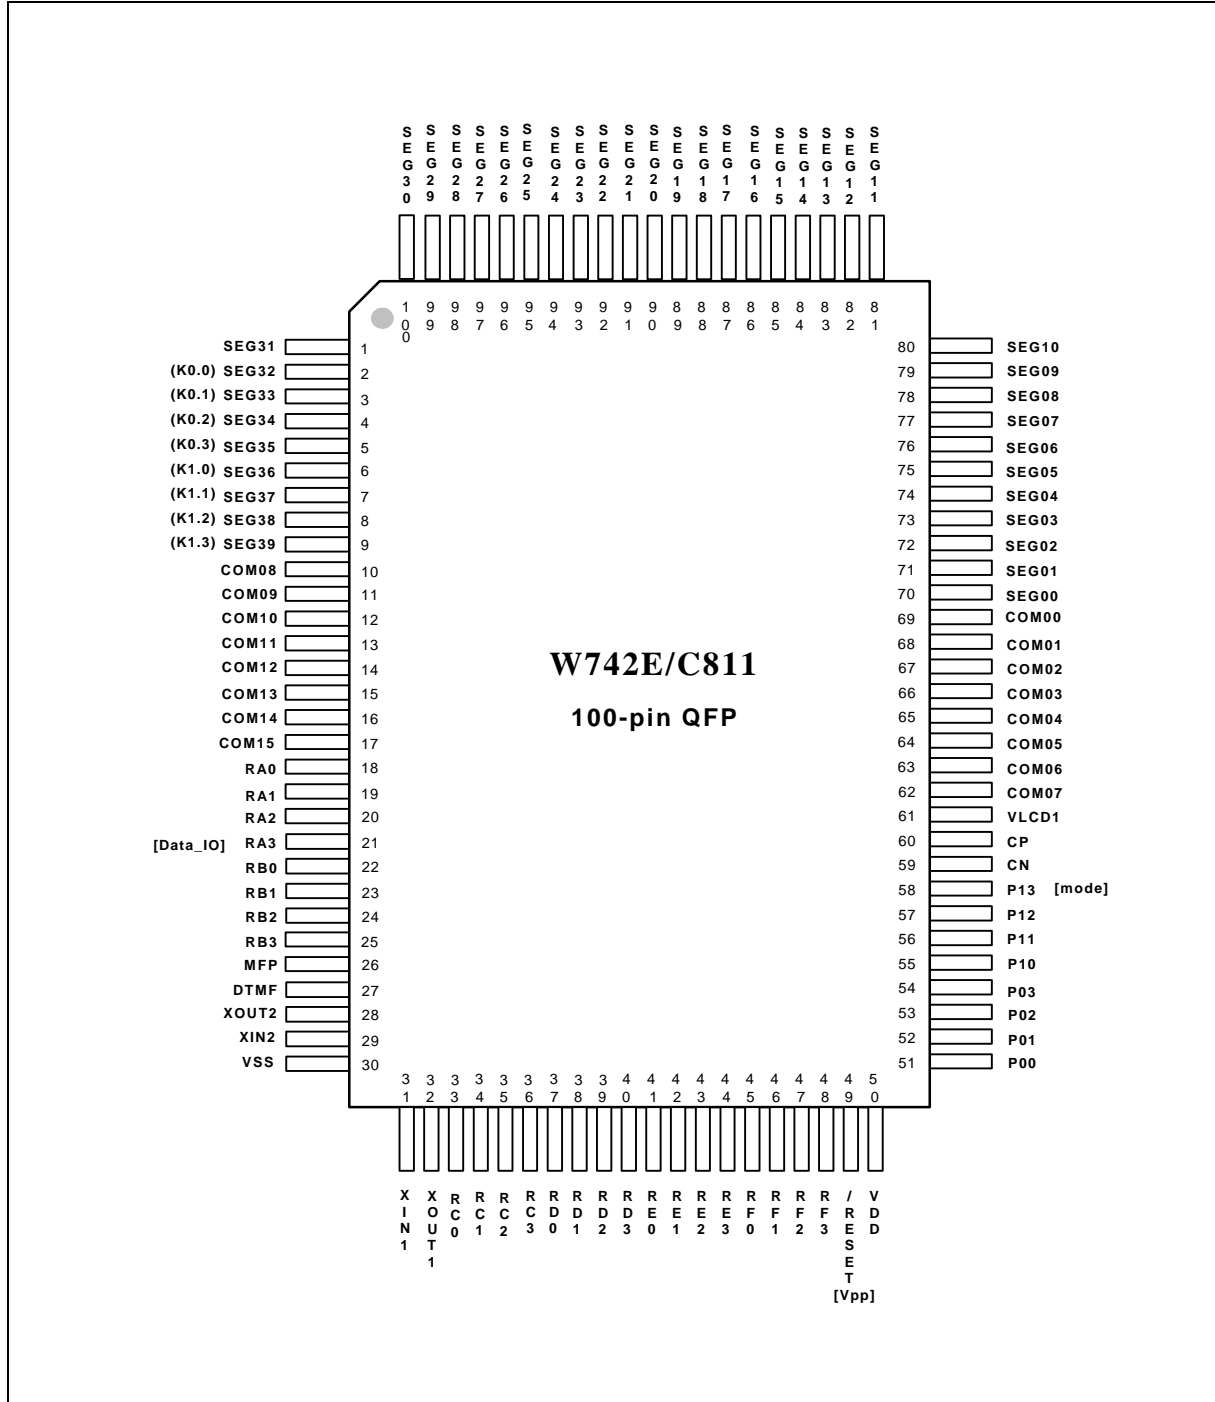 SEG30 SEG29 SEG28 SEG27 SEG26 SEG25 SEG24 SEG23 SEG22 SEG21 SEG20 SEG19 SEG18 SEG17 SEG16 SEG15 SEG14 SEG13 SEG12 SEG11
100 99 98 97 96 95 94 93 92 91 90 89 88 87 86 85 84 83 82 81
SEG31 1 80 SEG10
(K0.0) SEG32 2 79 SEG09
(K0.1) SEG33 3 78 SEG08
(K0.2) SEG34 4 77 SEG07
(K0.3) SEG35 5 76 SEG06
(K1.0) SEG36 6 75 SEG05
(K1.1) SEG37 7 74 SEG04
(K1.2) SEG38 8 73 SEG03
(K1.3) SEG39 9 72 SEG02
COM08 10 71 SEG01
COM09 11 70 SEG00
COM10 12 69 COM00
COM11 13 68 COM01
COM12 14 W742E/C811 67 COM02
COM13 15 66 COM03
COM14 16 100-pin QFP 65 COM04
COM15 17 64 COM05
RA0 18 63 COM06
RA1 19 62 COM07
RA2 20 61 VLCD1
[Data_IO] RA3 21 60 CP
RB0 22 59 CN
RB1 23 58 P13 [mode]
RB2 24 57 P12
RB3 25 56 P11
MFP 26 55 P10
DTMF 27 54 P03
XOUT2 28 53 P02
XIN2 29 52 P01
VSS 30 51 P00
31 32 33 34 35 36 37 38 39 40 41 42 43 44 45 46 47 48 49 50
XIN1 XOUT1 RC0 RC1 RC2 RC3 RD0 RD1 RD2 RD3 RE0 RE1 RE2 RE3 RF0 RF1 RF2 RF3 /RESET VDD
[Vpp]